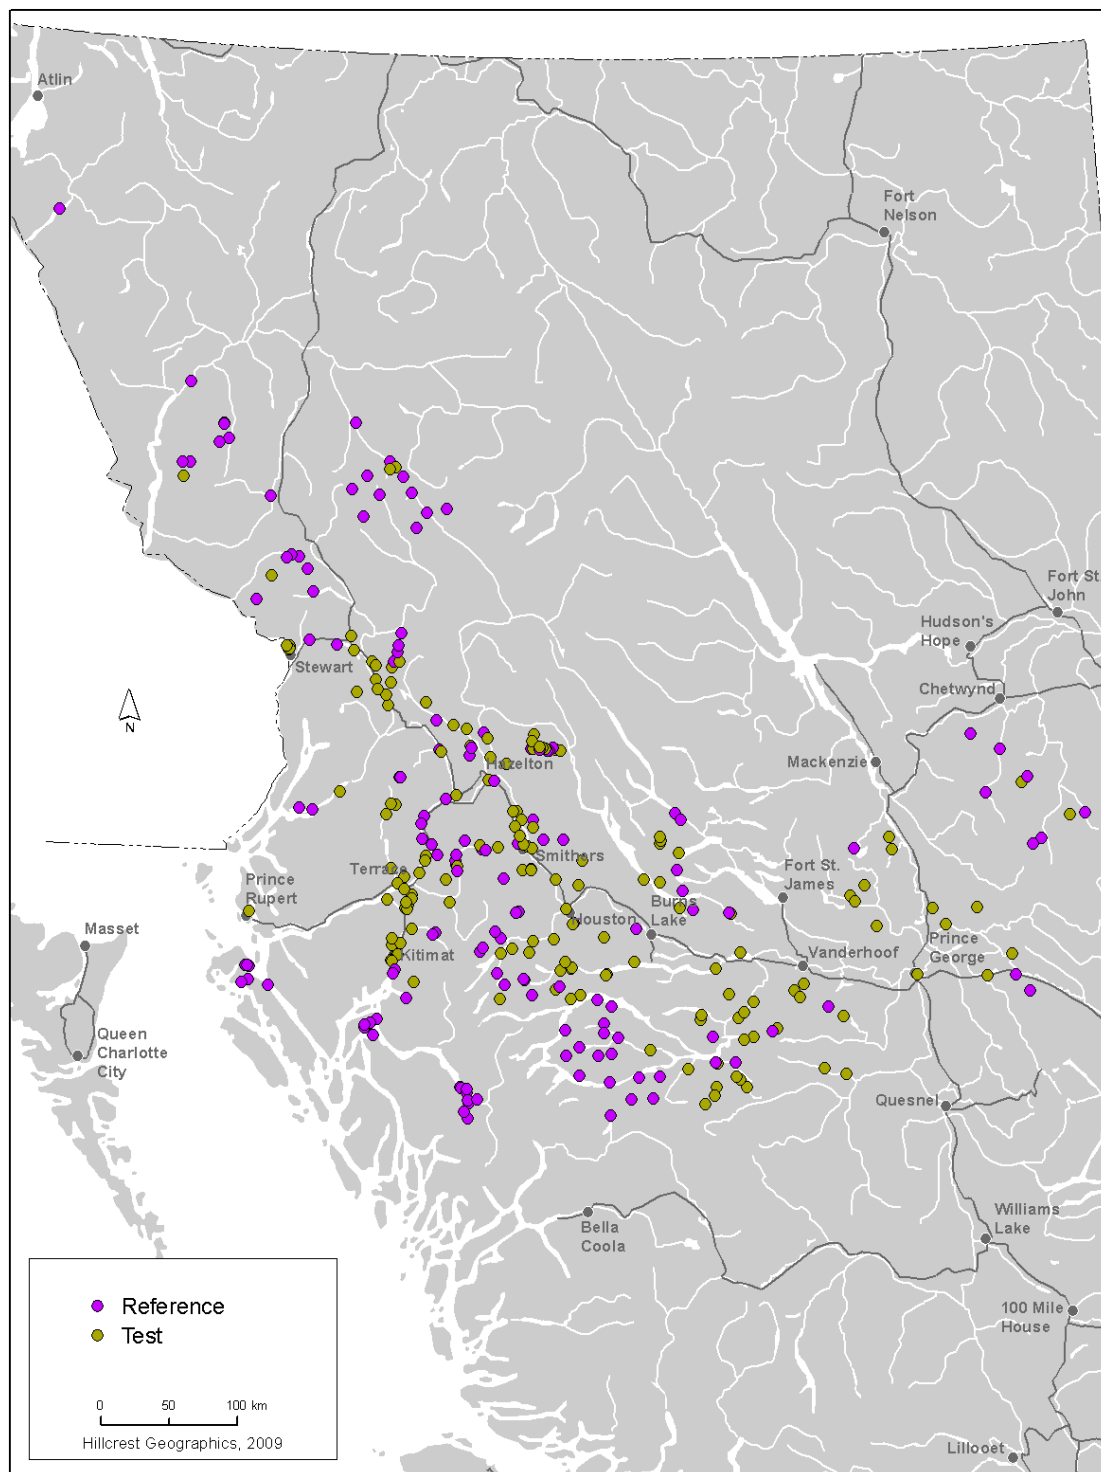 Atlin
Fort
Nelson
Fort St.
John
Hudson's
Hope
Stewart
Chetwynd
N
Hazelton
Mackenzie
Smithers
Terrace
Fort St.
James
Prince
Rupert
Burns
Lake
Houston
Masset
Kitimat
Vanderhoof
Prince
George
Queen
Charlotte
City
Quesnel
Bella
Coola
Williams
Lake
100 Mile
House
Reference
Test
0 50 100 km
Hillcrest Geographics, 2009
Lillooet